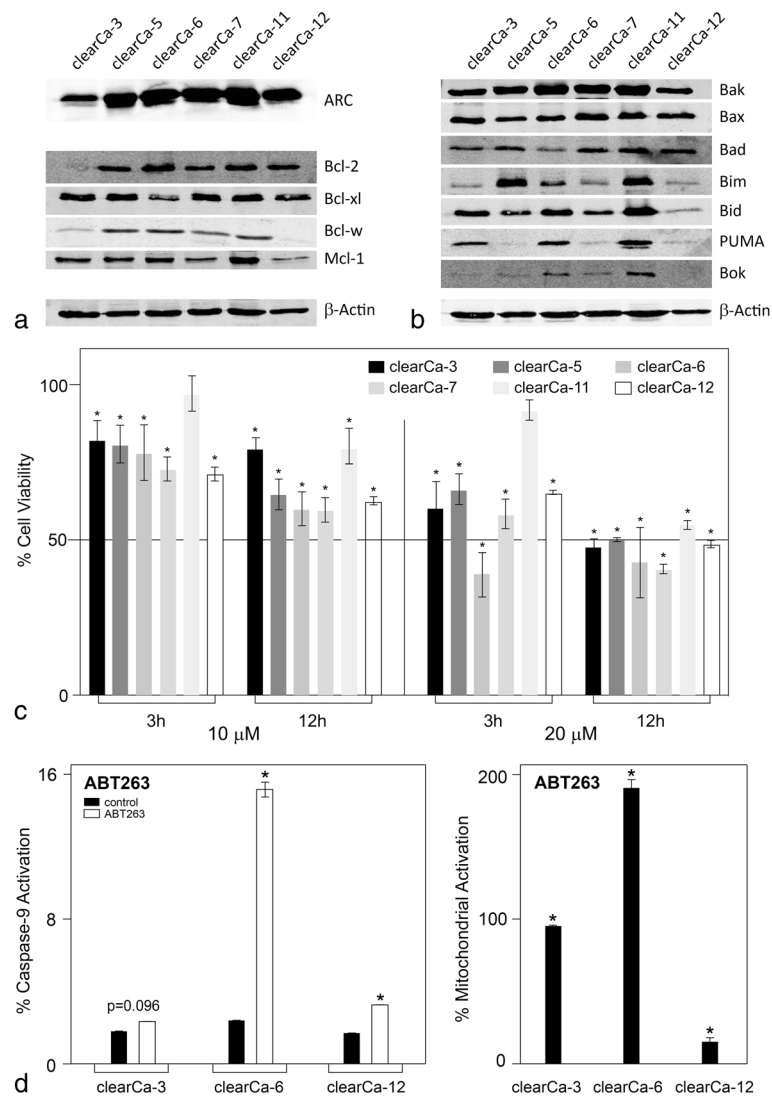 clearCa-3 clearCa-5 clearCa-6 clearCa-7 clearCa-11 clearCa-12
ARC
Bcl-2
Bcl-xl
Bcl-w
Mcl-1
β-Actin
a
clearCa-3 clearCa-5 clearCa-6 clearCa-7 clearCa-11 clearCa-12
Bak
Bax
Bad
Bim
Bid
PUMA
Bok
β-Actin
b
% Cell Viability
100
50
0
clearCa-3 clearCa-5 clearCa-6
clearCa-7 clearCa-11 clearCa-12
* * * * * * * * * * * *
* * * * * * * * * * *
3h 12h 3h 12h
10 µM 20 µM
c
% Caspase-9 Activation
16
8
0
ABT263
control
ABT263
p=0.096
* *
clearCa-3 clearCa-6 clearCa-12
d
% Mitochondrial Activation
200
100
0
ABT263
* * *
clearCa-3 clearCa-6 clearCa-12